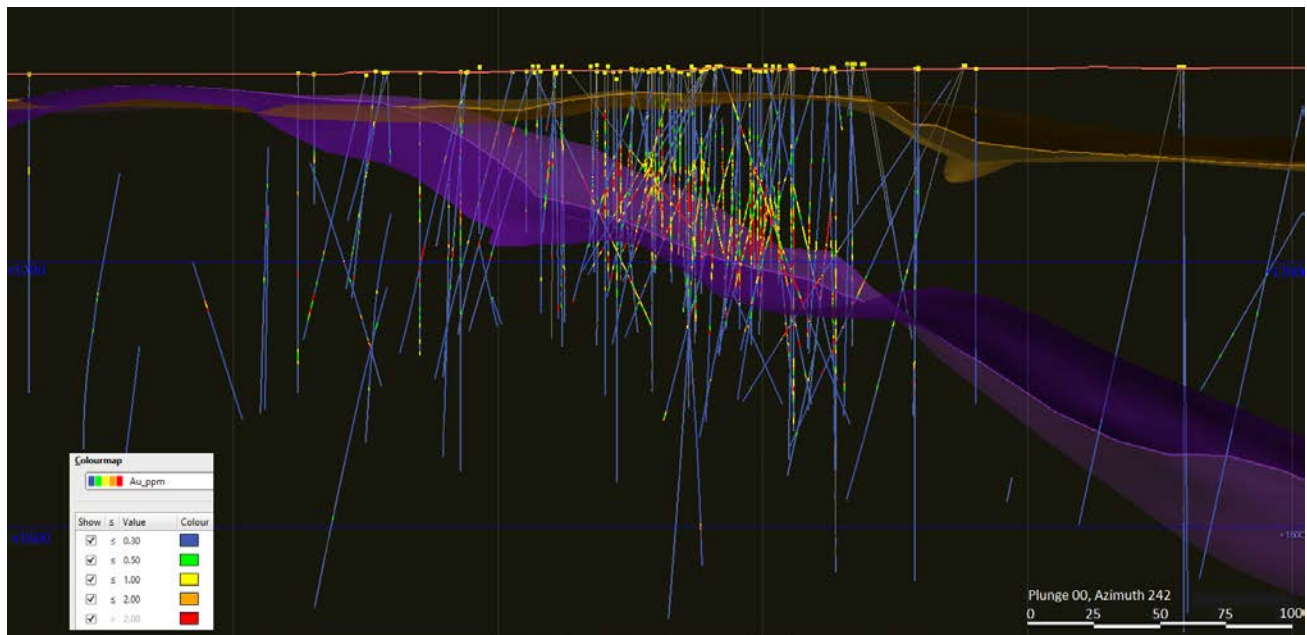 Colourmap
Au_ppm
Show ≤ Value Colour
≤ 0.30
≤ 0.50
≤ 1.00
≤ 2.00
> 2.00
Plunge 00, Azimuth 242
0 25 50 75 100